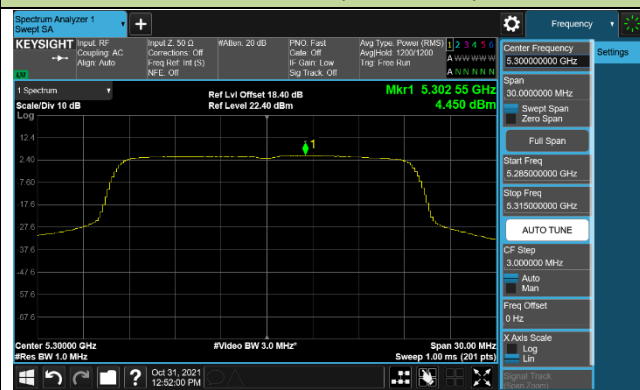 Spectrum Analyzer 1
Swept SA
Frequency
KEYSIGHT
Input: RF
Coupling: AC
Align: Auto
Input Z: 50 Ω
Corrections: Off
Freq Ref: Int (S)
NFE: Off
#Atten: 20 dB
PNO: Fast
Gate: Off
IF Gain: Low
Sig Track: Off
Avg Type: Power (RMS)
Avg|Hold: 1200/1200
Trig: Free Run
1 2 3 4 5 6
A W W W W W
A N N N N N
LXI
1 Spectrum
Scale/Div 10 dB
Log
Ref Lvl Offset 18.40 dB
Ref Level 22.40 dBm
Mkr1 5.302 55 GHz
4.450 dBm
1
12.4
2.40
-7.60
-17.6
-27.6
-37.6
-47.6
-57.6
-67.6
Center 5.30000 GHz
#Res BW 1.0 MHz
#Video BW 3.0 MHz*
Span 30.00 MHz
Sweep 1.00 ms (201 pts)
Oct 31, 2021
12:52:00 PM
Center Frequency
5.300000000 GHz
Settings
Span
30.0000000 MHz
Swept Span
Zero Span
Full Span
Start Freq
5.285000000 GHz
Stop Freq
5.315000000 GHz
AUTO TUNE
CF Step
3.000000 MHz
Auto
Man
Freq Offset
0 Hz
X Axis Scale
Log
Lin
Signal Track
(Span Zoom)